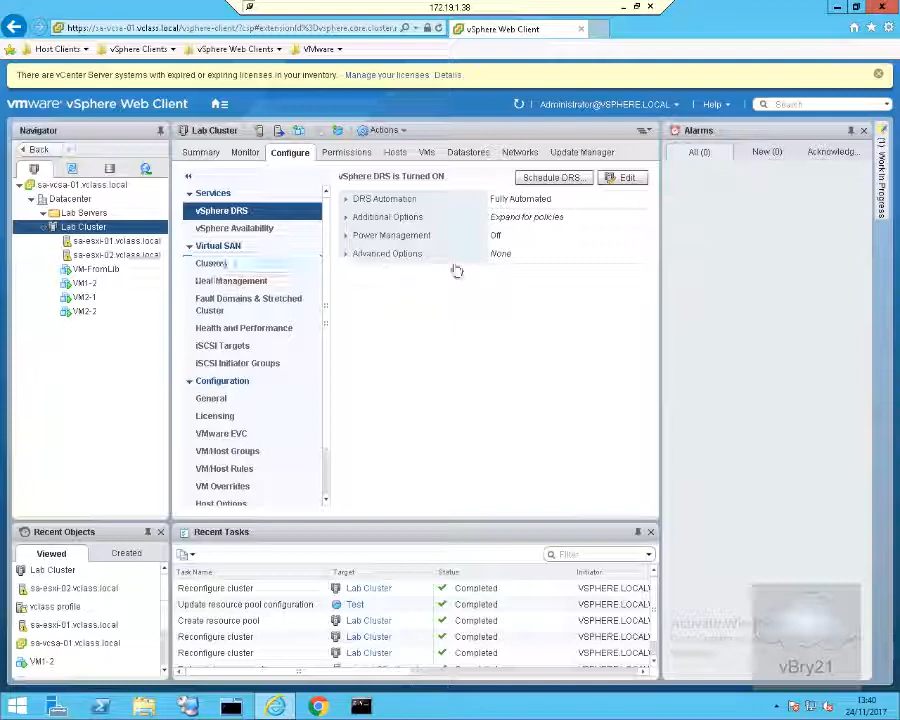 172.19.1.38
https://sa-vcsa-01.vclass.local/vsphere-client/?csp#extensionId%3Dvsphere.core.cluster.
vSphere Web Client
Host Clients
vSphere Clients
vSphere Web Clients
VMware
There are vCenter Server systems with expired or expiring licenses in your inventory.
Manage your licenses.
Details.
vmware® vSphere Web Client
Administrator@VSPHERE.LOCAL
Help
Search
Navigator
Back
sa-vcsa-01.vclass.local
Datacenter
Lab Servers
Lab Cluster
sa-esxi-01.vclass.local
sa-esxi-02.vclass.local
VM-FromLib
VM1-2
VM2-1
VM2-2
Lab Cluster
Actions
Summary
Monitor
Configure
Permissions
Hosts
VMs
Datastores
Networks
Update Manager
Services
vSphere DRS
vSphere Availability
Virtual SAN
General
Disk Management
Fault Domains & Stretched
Cluster
Health and Performance
iSCSI Targets
iSCSI Initiator Groups
Configuration
General
Licensing
VMware EVC
VM/Host Groups
VM/Host Rules
VM Overrides
Host Options
vSphere DRS is Turned ON
Schedule DRS...
Edit...
DRS Automation
Fully Automated
Additional Options
Expand for policies
Power Management
Off
Advanced Options
None
Alarms
All (0)
New (0)
Acknowledg...
(1) Work In Progress
Recent Objects
Viewed
Created
Lab Cluster
sa-esxi-02.vclass.local
vclass profile
sa-esxi-01.vclass.local
sa-vcsa-01.vclass.local
VM1-2
Recent Tasks
Filter
Task Name
Target
Status
Initiator
Reconfigure cluster
Lab Cluster
Completed
VSPHERE.LOCAL\
Update resource pool configuration
Test
Completed
VSPHERE.LOCAL\
Create resource pool
Lab Cluster
Completed
VSPHERE.LOCAL\
Reconfigure cluster
Lab Cluster
Completed
VSPHERE.LOCAL\
Reconfigure cluster
Lab Cluster
Completed
VSPHERE.LOCAL\
vBry21
13:40
24/11/2017